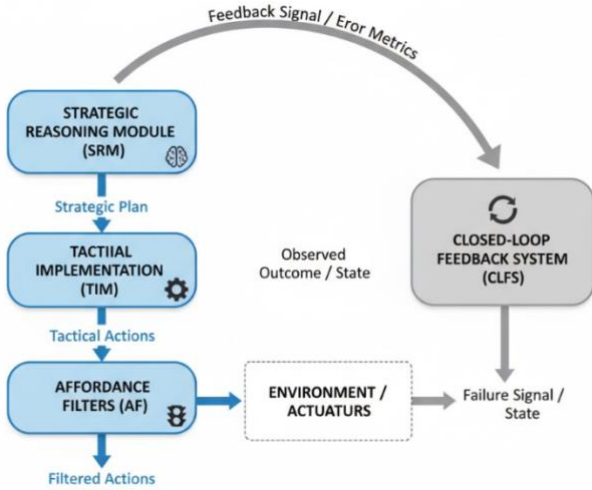 Feedback Signal / Eror Metrics
STRATEGIC
REASONING MODULE
(SRM)
Strategic Plan
TACTIIAL
IMPLEMENTATION
(TIM)
Tactical Actions
AFFORDANCE
FILTERS (AF)
Filtered Actions
Observed
Outcome / State
ENVIRONMENT /
ACTUATURS
CLOSED-LOOP
FEEDBACK SYSTEM
(CLFS)
Failure Signal /
State